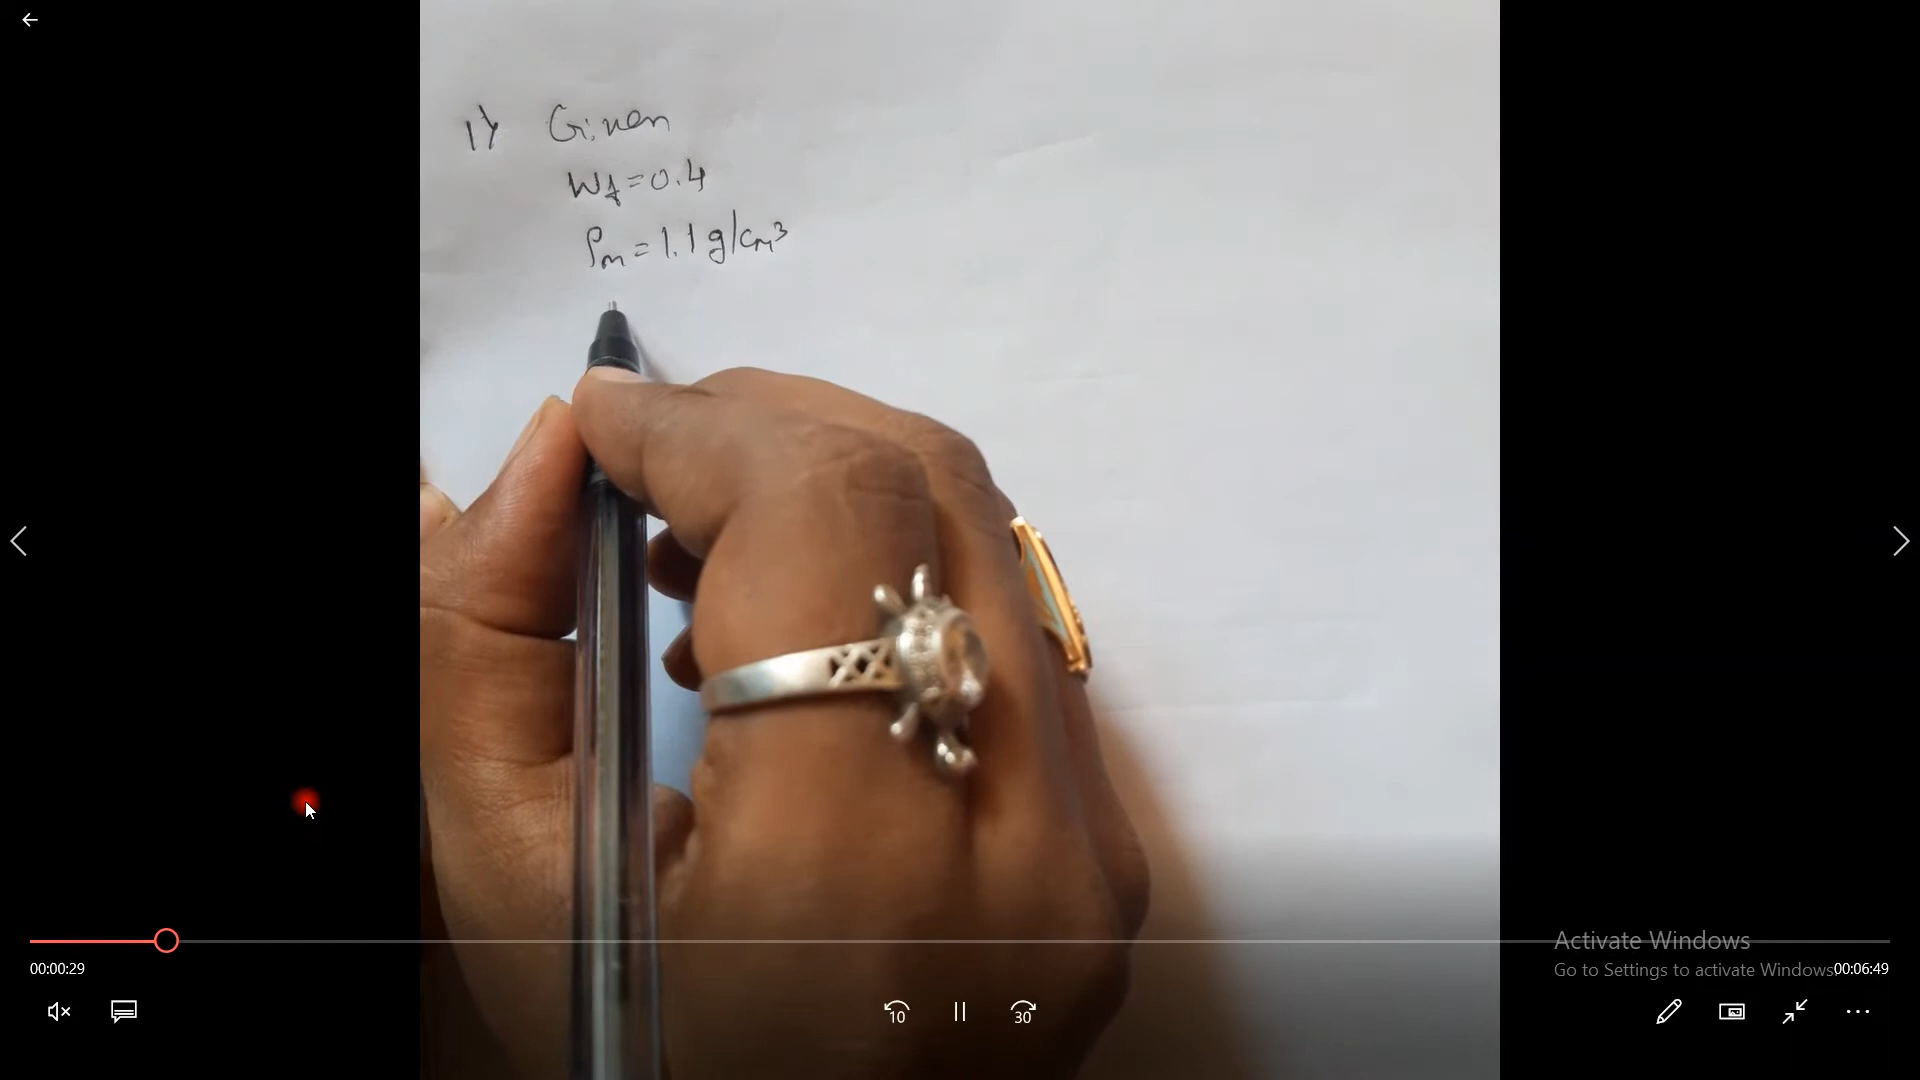 1) Given
Wf = 0.4
ρm = 1.1 g/cm³
Activate Windows
Go to Settings to activate Windows.
00:00:29
00:06:49
10
30